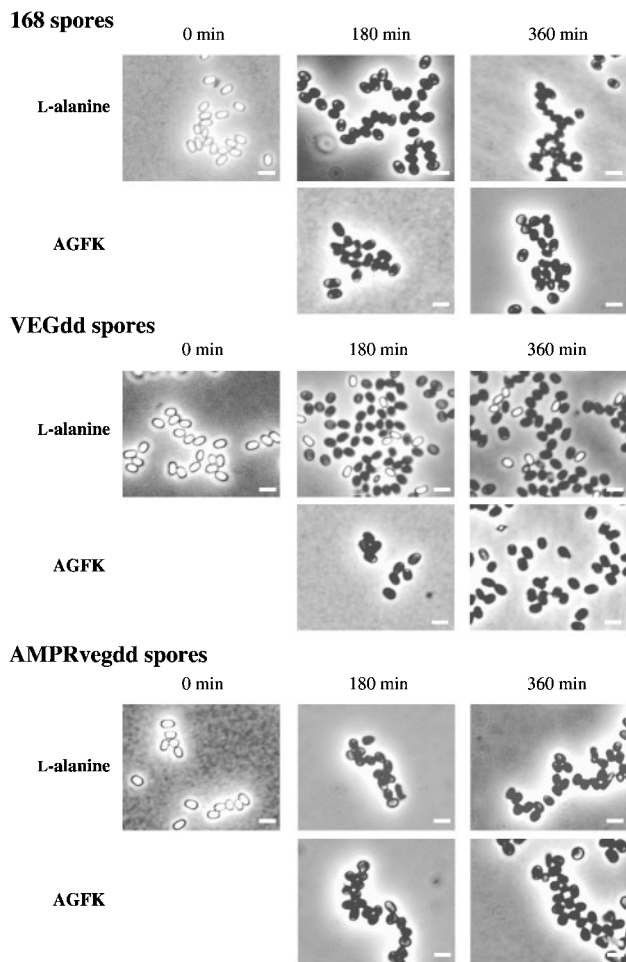 168 spores
0 min 180 min 360 min
L-alanine
AGFK
VEGdd spores
0 min 180 min 360 min
L-alanine
AGFK
AMPRvegdd spores
0 min 180 min 360 min
L-alanine
AGFK